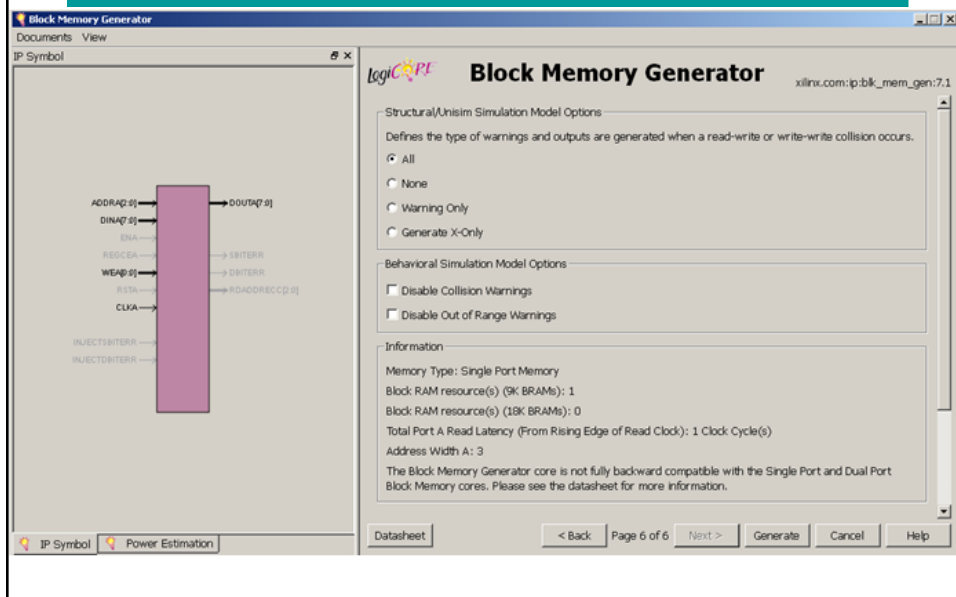 Block Memory Generator
Documents View
IP Symbol
ADDRA[2:0]
DINA[7:0]
ENA
REGCEA
WEA[0:0]
RSTA
CLKA
INJECTSBITERR
INJECTDBITERR
DOUTA[7:0]
SBITERR
DBITERR
RDADDRECC[2:0]
IP Symbol
Power Estimation
LogiCORE
Block Memory Generator
xilinx.com:ip:blk_mem_gen:7.1
Structural/Unisim Simulation Model Options
Defines the type of warnings and outputs are generated when a read-write or write-write collision occurs.
All
None
Warning Only
Generate X-Only
Behavioral Simulation Model Options
Disable Collision Warnings
Disable Out of Range Warnings
Information
Memory Type: Single Port Memory
Block RAM resource(s) (9K BRAMs): 1
Block RAM resource(s) (18K BRAMs): 0
Total Port A Read Latency (From Rising Edge of Read Clock): 1 Clock Cycle(s)
Address Width A: 3
The Block Memory Generator core is not fully backward compatible with the Single Port and Dual Port
Block Memory cores. Please see the datasheet for more information.
Datasheet
< Back Page 6 of 6 Next > Generate Cancel Help